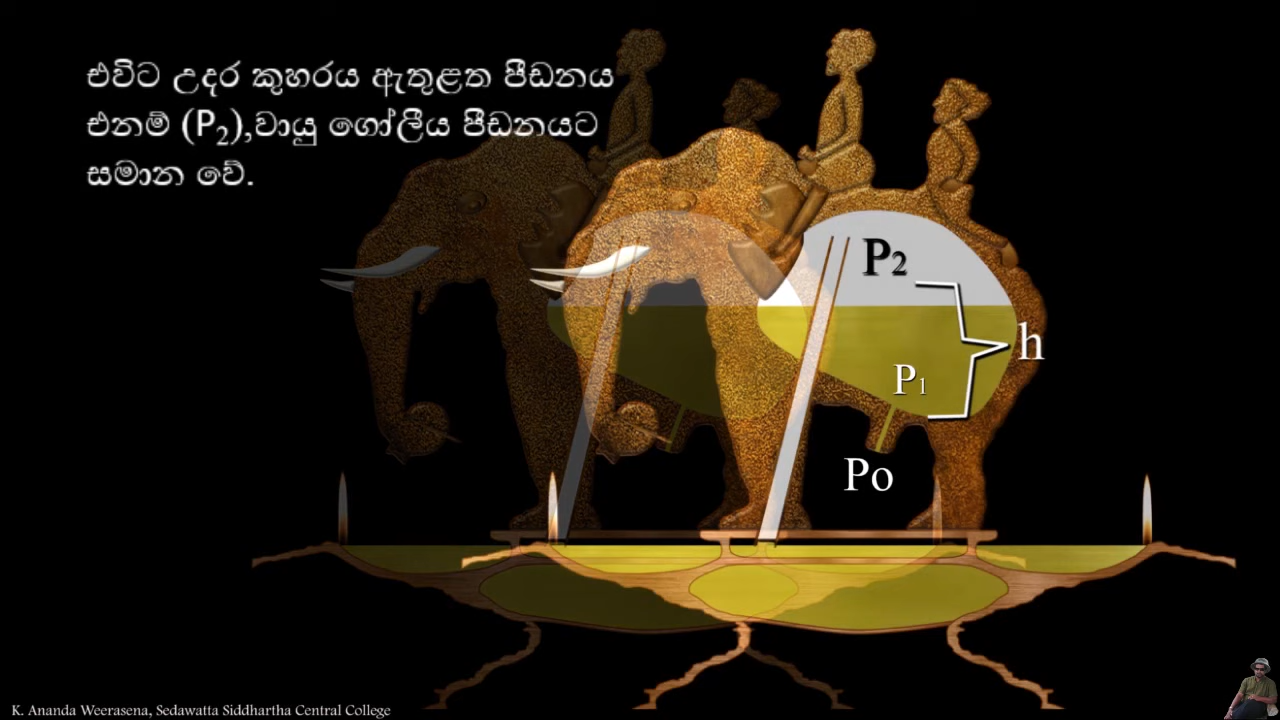 එවිට උදර කුහරය ඇතුළත පීඩනය
එනම් (P₂),වායු ගෝලීය පීඩනයට
සමාන වේ.
P₂
h
P₁
Po
K. Ananda Weerasena, Sedawatta Siddhartha Central College